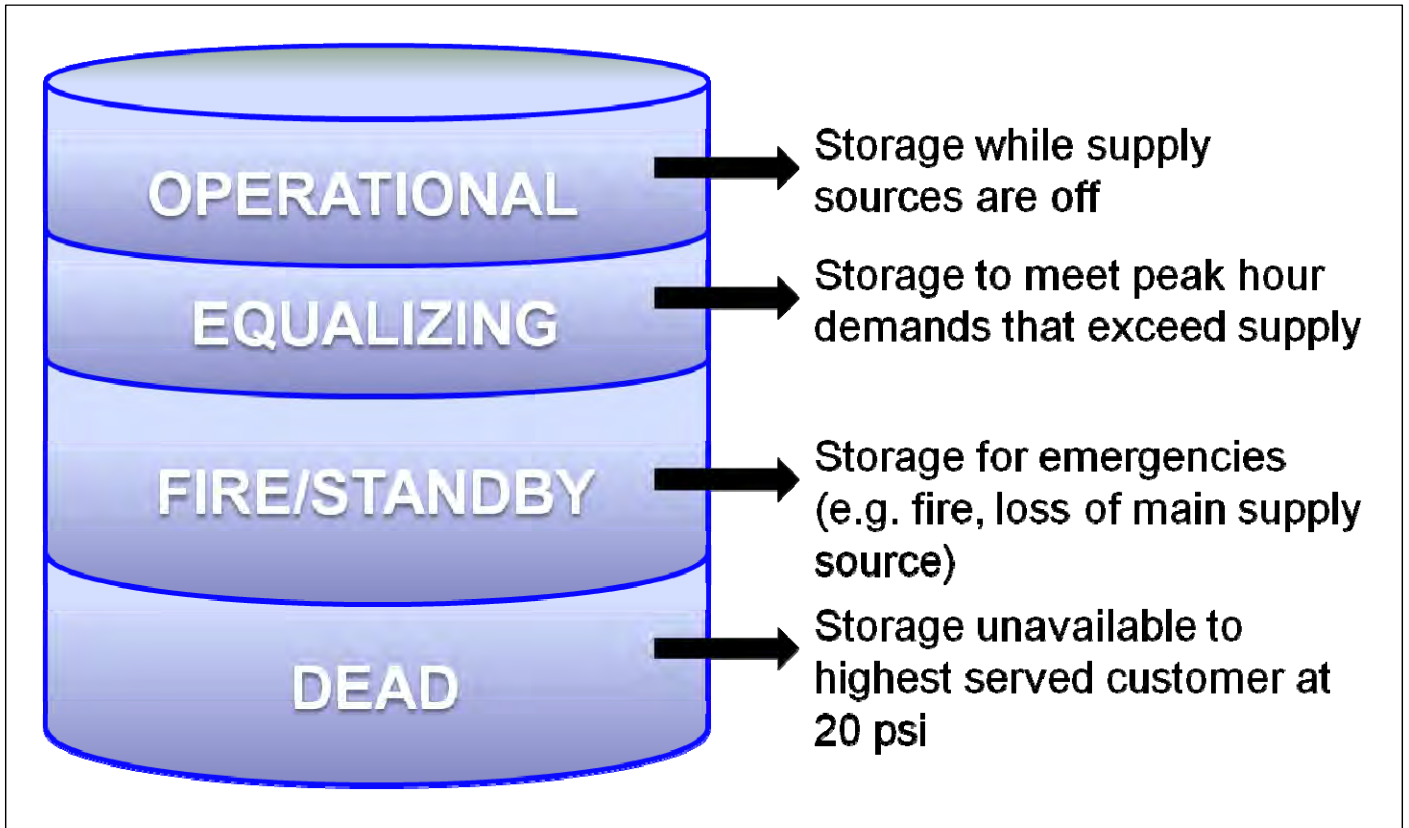 OPERATIONAL
Storage while supply
sources are off
EQUALIZING
Storage to meet peak hour
demands that exceed supply
FIRE/STANDBY
Storage for emergencies
(e.g. fire, loss of main supply
source)
DEAD
Storage unavailable to
highest served customer at
20 psi